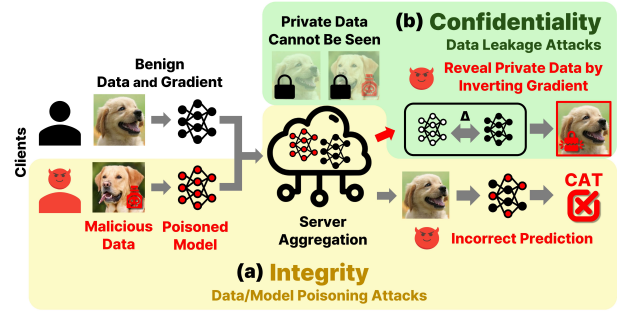 Private Data
Cannot Be Seen
(b) Confidentiality
Data Leakage Attacks
Reveal Private Data by
Inverting Gradient
Benign
Data and Gradient
Clients
Δ
Malicious
Data
Poisoned
Model
Server
Aggregation
CAT
Incorrect Prediction
(a) Integrity
Data/Model Poisoning Attacks